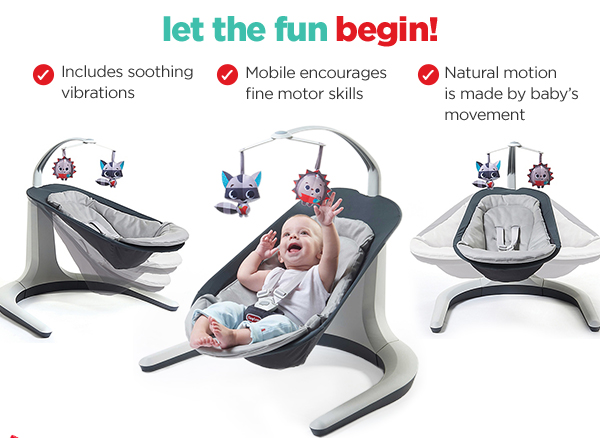 let the fun begin!
Includes soothing
vibrations
Mobile encourages
fine motor skills
Natural motion
is made by baby's
movement